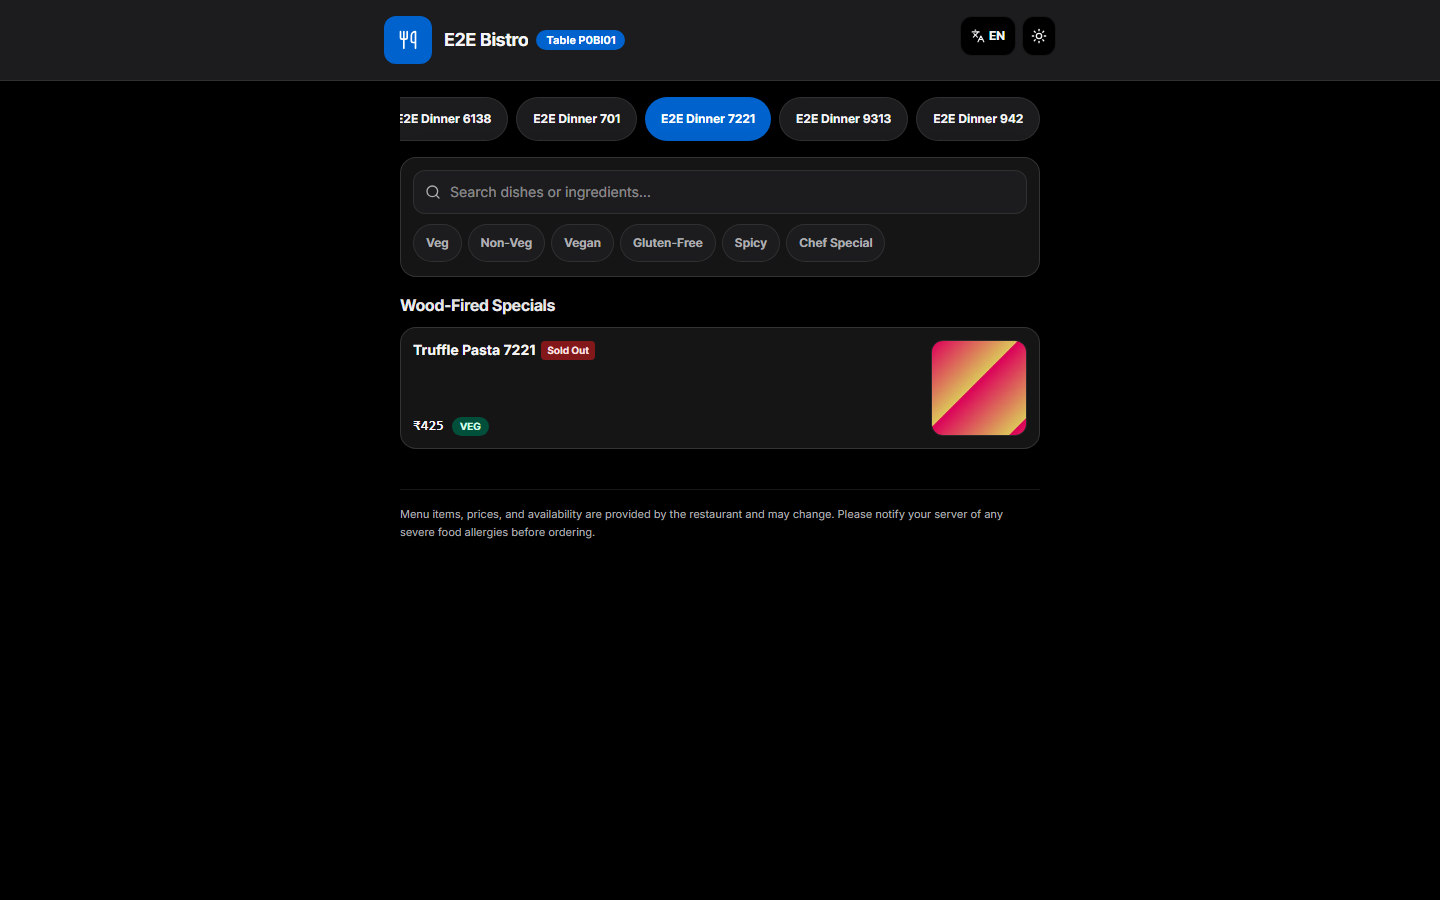 E2E Bistro Table P0BI01 EN
E2E Dinner 6138 E2E Dinner 701 E2E Dinner 7221 E2E Dinner 9313 E2E Dinner 942
Search dishes or ingredients...
Veg Non-Veg Vegan Gluten-Free Spicy Chef Special
Wood-Fired Specials
Truffle Pasta 7221 Sold Out
₹425 VEG
Menu items, prices, and availability are provided by the restaurant and may change. Please notify your server of any
severe food allergies before ordering.